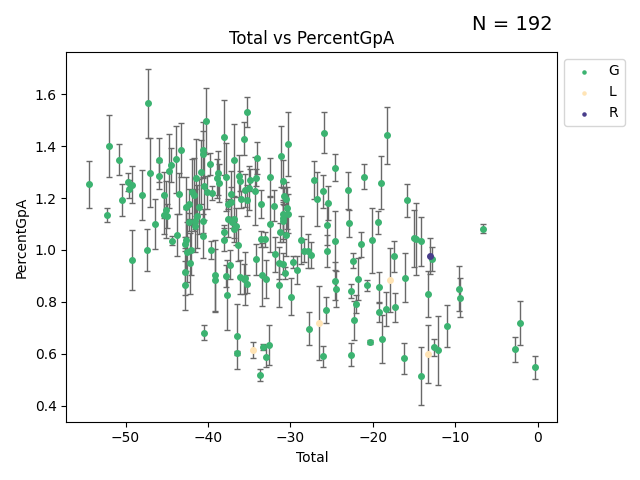 N = 192
Total vs PercentGpA
G
L
R
PercentGpA
1.6
1.4
1.2
1.0
0.8
0.6
0.4
−50
−40
−30
−20
−10
0
Total